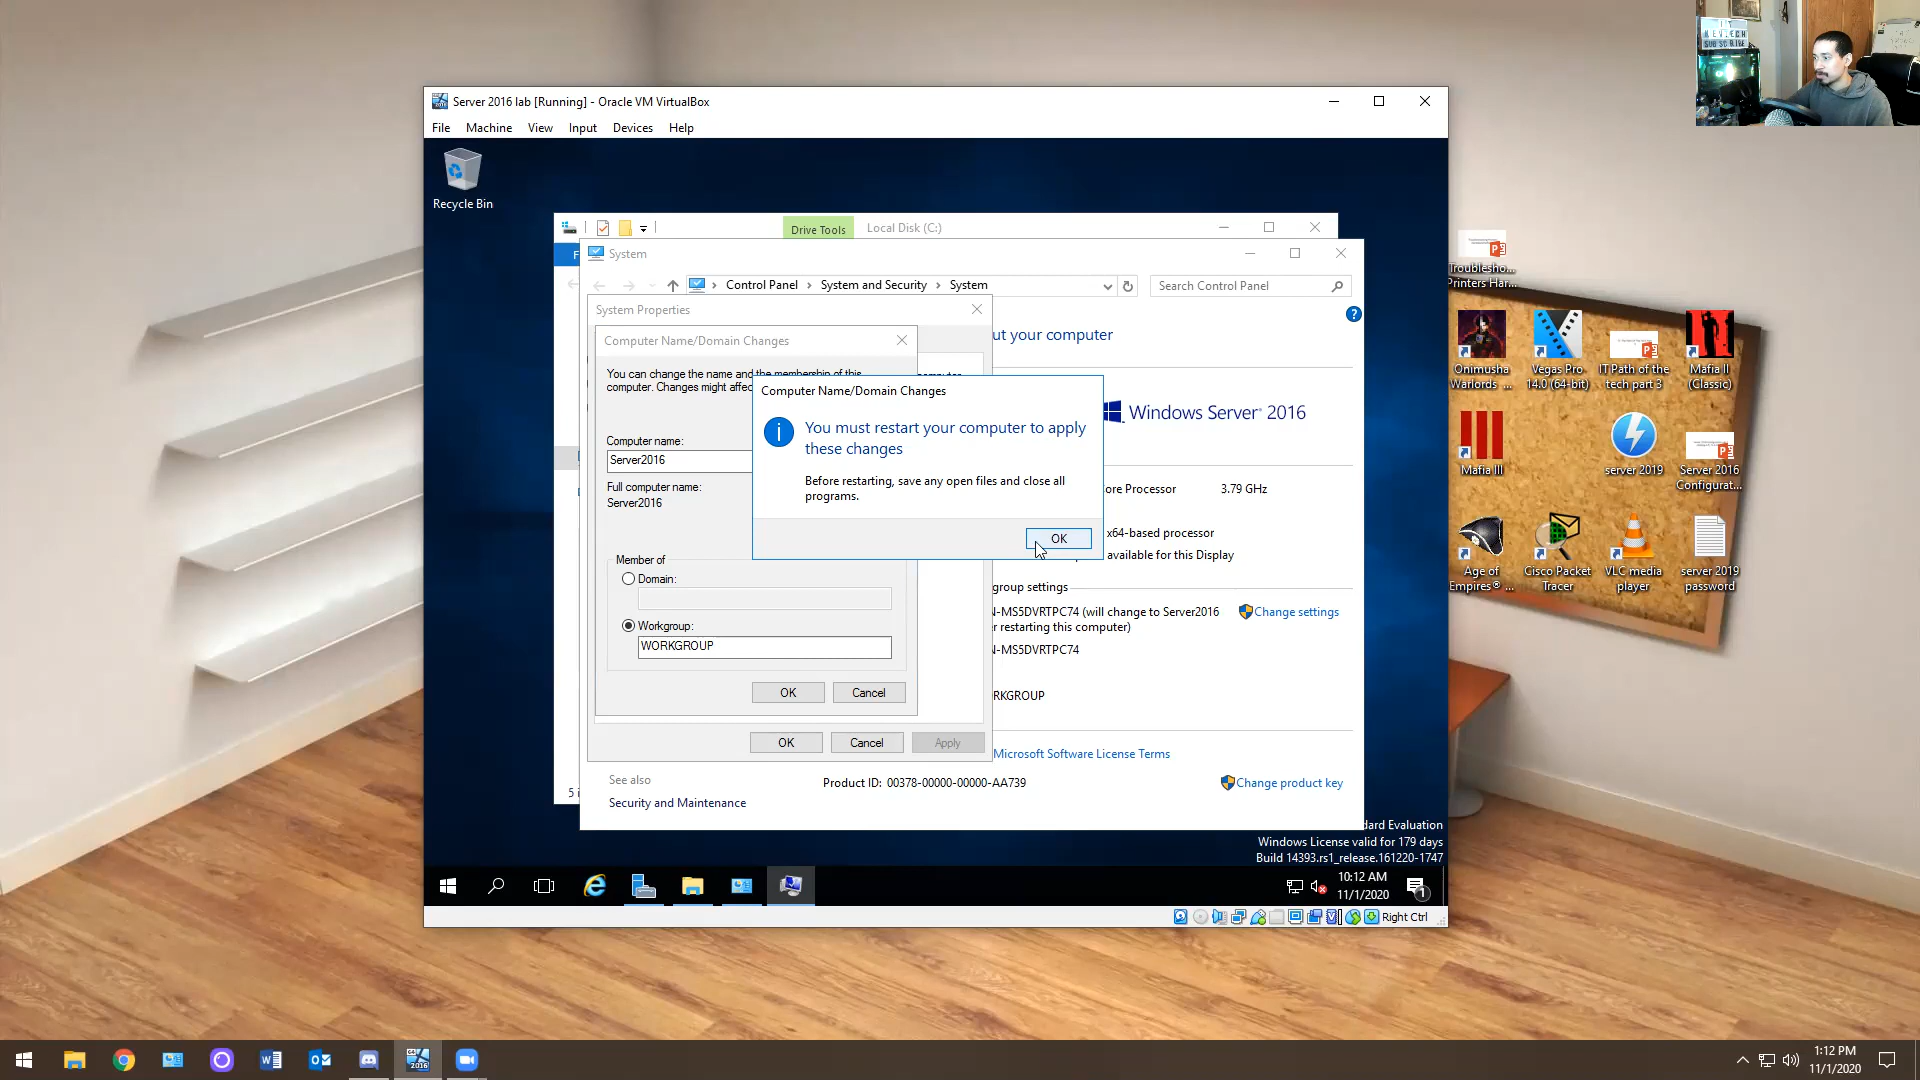 KEVTECH
SUBSCRIBE
Server 2016 lab [Running] - Oracle VM VirtualBox
File Machine View Input Devices Help
Recycle Bin
Drive Tools Local Disk (C:)
System
Control Panel System and Security System
Search Control Panel
System Properties
ut your computer
Computer Name/Domain Changes
You can change the name and the membership of this
computer. Changes might affec
Computer Name/Domain Changes
You must restart your computer to apply
these changes
Before restarting, save any open files and close all
programs.
OK
Windows Server 2016
Computer name:
Server2016
Full computer name:
Server2016
ore Processor 3.79 GHz
x64-based processor
available for this Display
Member of
Domain:
Workgroup:
WORKGROUP
OK Cancel
OK Cancel Apply
group settings
N-MS5DVRTPC74 (will change to Server2016
r restarting this computer)
Change settings
N-MS5DVRTPC74
RKGROUP
Microsoft Software License Terms
See also
Security and Maintenance
Product ID: 00378-00000-00000-AA739
Change product key
5 i
dard Evaluation
Windows License valid for 179 days
Build 14393.rs1_release.161220-1747
10:12 AM
11/1/2020
1
Right Ctrl
Troublesho...
Printers Har...
Onimusha
Warlords ...
Vegas Pro
14.0 (64-bit)
IT Path of the
tech part 3
Mafia II
(Classic)
Mafia III
server 2019
Server 2016
Configurat...
Age of
Empires® ...
Cisco Packet
Tracer
VLC media
player
server 2019
password
2016
1:12 PM
11/1/2020